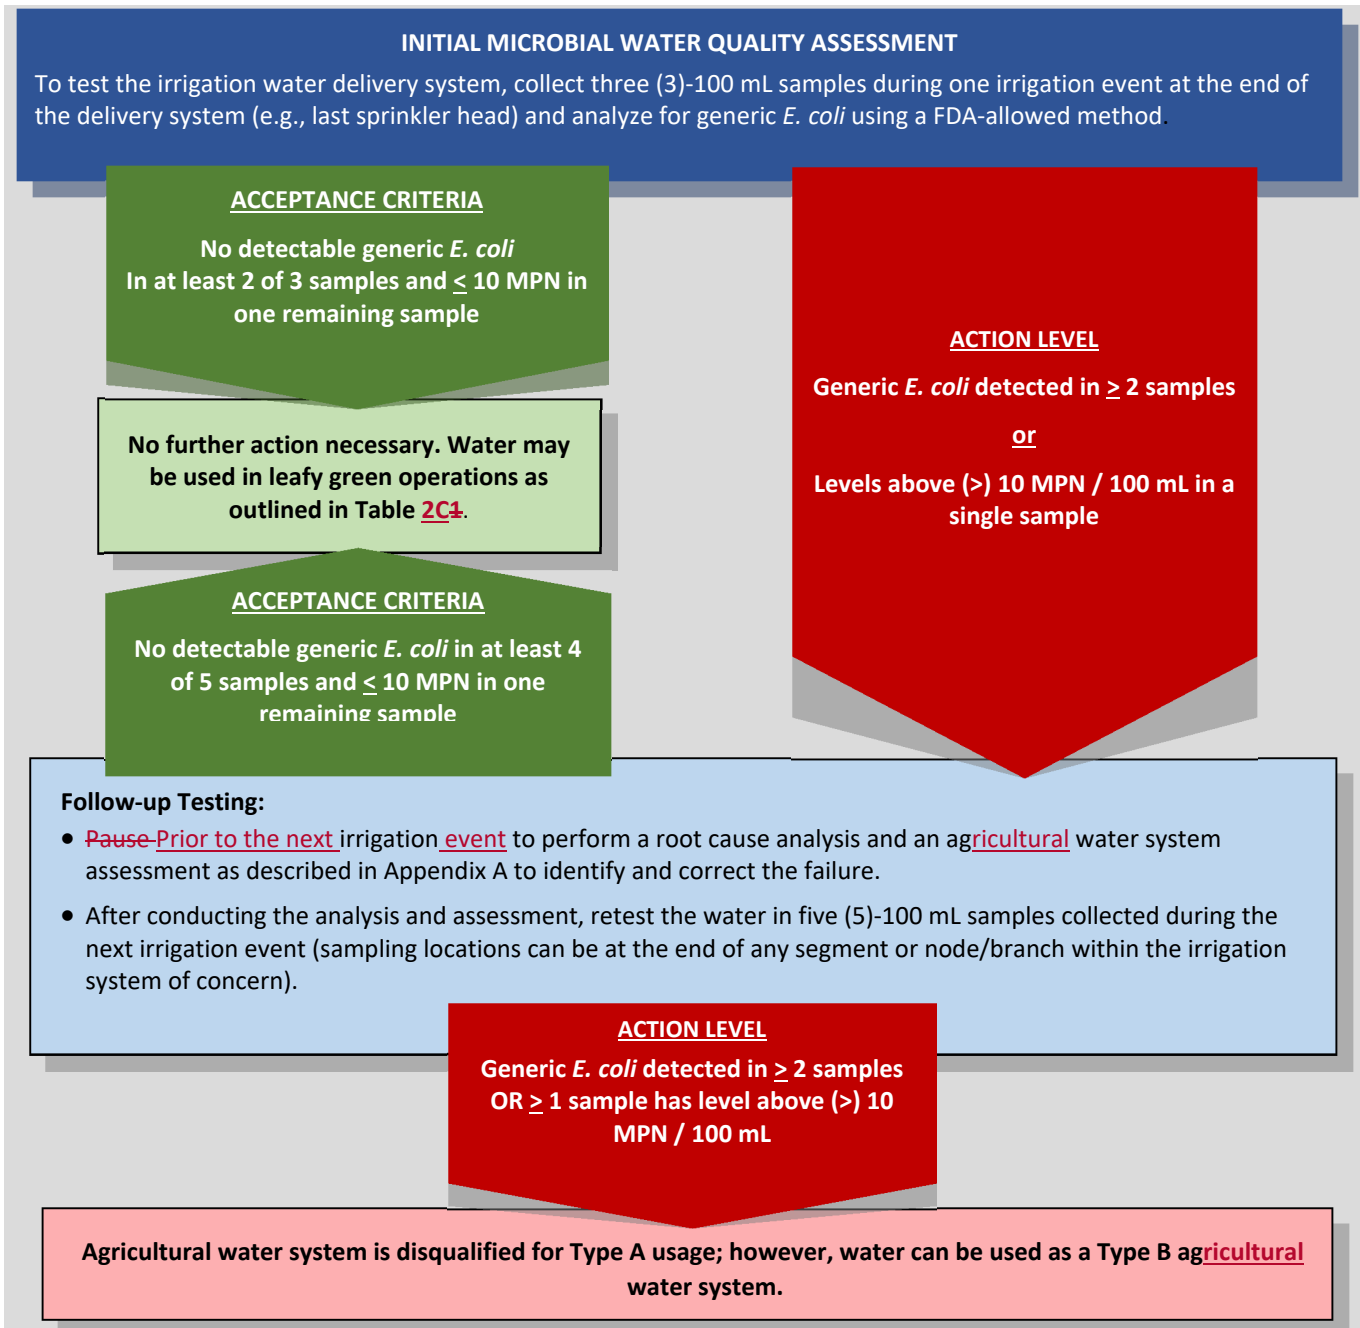 INITIAL MICROBIAL WATER QUALITY ASSESSMENT
To test the irrigation water delivery system, collect three (3)-100 mL samples during one irrigation event at the end of
the delivery system (e.g., last sprinkler head) and analyze for generic E. coli using a FDA-allowed method.
ACCEPTANCE CRITERIA
No detectable generic E. coli
In at least 2 of 3 samples and < 10 MPN in
one remaining sample
ACTION LEVEL
Generic E. coli detected in > 2 samples
or
Levels above (>) 10 MPN / 100 mL in a
single sample
No further action necessary. Water may
be used in leafy green operations as
outlined in Table 2C1.
ACCEPTANCE CRITERIA
No detectable generic E. coli in at least 4
of 5 samples and < 10 MPN in one
remaining sample
Follow-up Testing:
• Pause Prior to the next irrigation event to perform a root cause analysis and an agricultural water system
assessment as described in Appendix A to identify and correct the failure.
• After conducting the analysis and assessment, retest the water in five (5)-100 mL samples collected during the
next irrigation event (sampling locations can be at the end of any segment or node/branch within the irrigation
system of concern).
ACTION LEVEL
Generic E. coli detected in > 2 samples
OR > 1 sample has level above (>) 10
MPN / 100 mL
Agricultural water system is disqualified for Type A usage; however, water can be used as a Type B agricultural
water system.